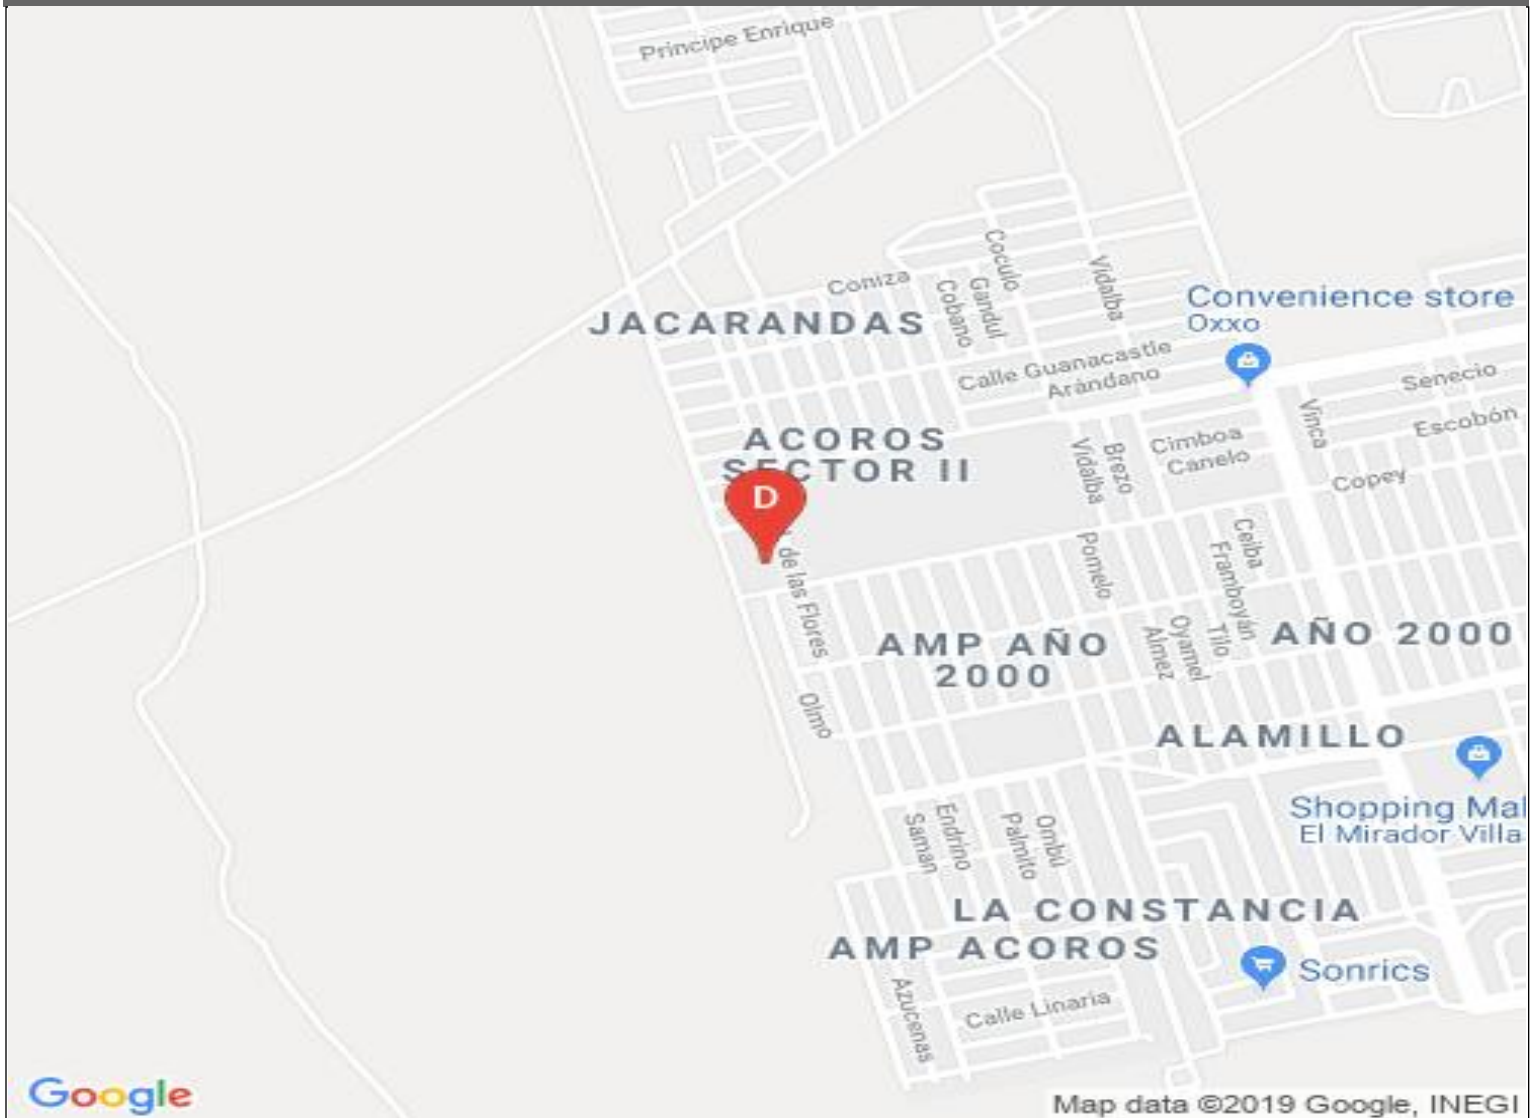 Principe Enrique
Coniza
Coculo
Gandul
Cobano
Vidalba
JACARANDAS
Convenience store
Oxxo
Calle Guanacastle
Arándano
Senecio
Vinca
Escobón
ACOROS
SECTOR II
D
Vidalba
Brezo
Cimboa
Canelo
Copey
de las Flores
Pomelo
Ceiba
Framboyán
Tilo
Oyamel
Almez
AMP AÑO
2000
AÑO 2000
Olmo
ALAMILLO
Shopping Mal
El Mirador Villa
Saman
Endrino
Palmito
Ombú
LA CONSTANCIA
AMP ACOROS
Sonrics
Azucenas
Calle Linaria
Google
Map data ©2019 Google, INEGI